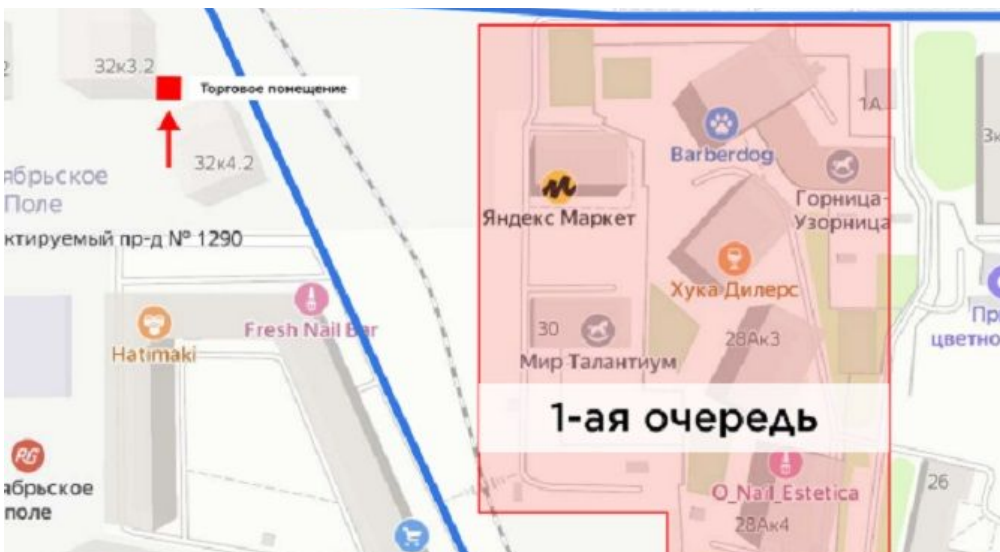 32к3.2
Торговое помещение
1А
32к4.2
Barberdog
ябрьское
Поле
Горница-
Узорница
Яндекс Маркет
ктируемый пр-д № 1290
Хука Дилерс
Fresh Nail Bar
Hatimaki
30
28Ак3
Мир Талантиум
цветно
1-ая очередь
RG
ябрьское
поле
O_Nail_Estetica
26
28Ак4